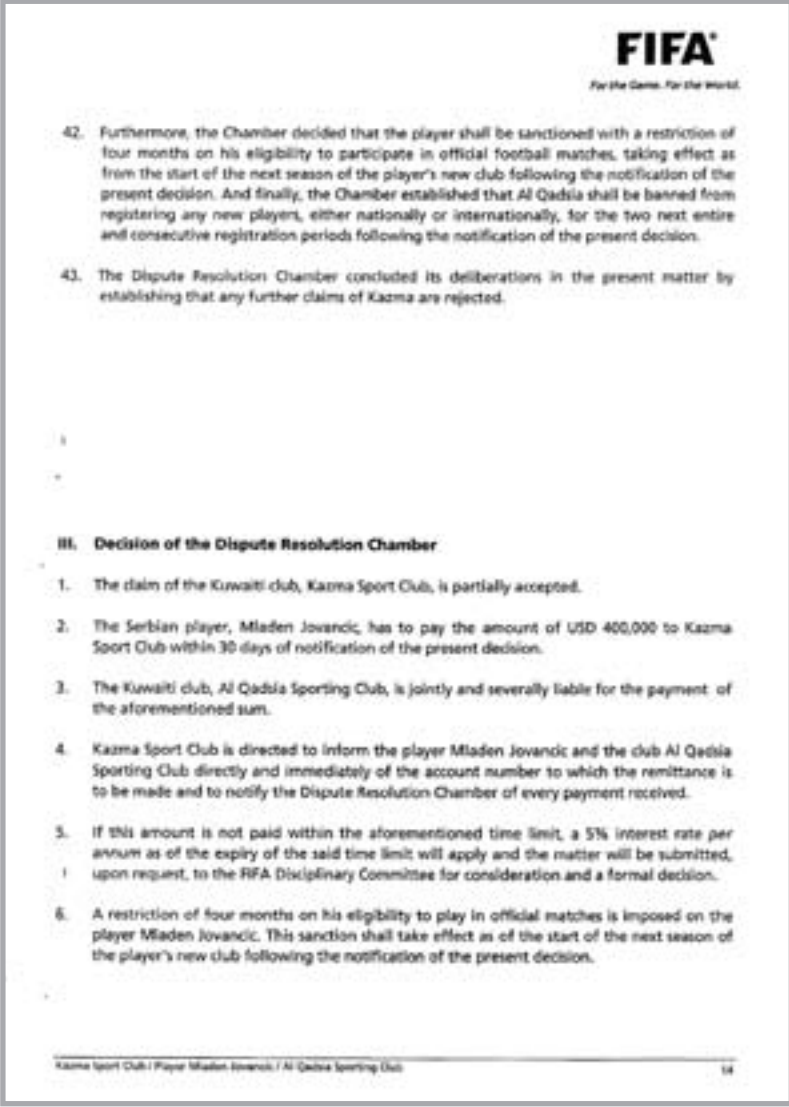 FIFA®
For the Game. For the World.
42. Furthermore, the Chamber decided that the player shall be sanctioned with a restriction of
four months on his eligibility to participate in official football matches, taking effect as
from the start of the next season of the player's new club following the notification of the
present decision. And finally, the Chamber established that Al Qadsia shall be banned from
registering any new players, either nationally or internationally, for the two next entire
and consecutive registration periods following the notification of the present decision.
43. The Dispute Resolution Chamber concluded its deliberations in the present matter by
establishing that any further claims of Kazma are rejected.
III. Decision of the Dispute Resolution Chamber
1. The claim of the Kuwaiti club, Kazma Sport Club, is partially accepted.
2. The Serbian player, Mladen Jovancic, has to pay the amount of USD 400,000 to Kazma
Sport Club within 30 days of notification of the present decision.
3. The Kuwaiti club, Al Qadsia Sporting Club, is jointly and severally liable for the payment of
the aforementioned sum.
4. Kazma Sport Club is directed to inform the player Mladen Jovancic and the club Al Qadsia
Sporting Club directly and immediately of the account number to which the remittance is
to be made and to notify the Dispute Resolution Chamber of every payment received.
5. If this amount is not paid within the aforementioned time limit, a 5% interest rate per
annum as of the expiry of the said time limit will apply and the matter will be submitted,
upon request, to the FIFA Disciplinary Committee for consideration and a formal decision.
6. A restriction of four months on his eligibility to play in official matches is imposed on the
player Mladen Jovancic. This sanction shall take effect as of the start of the next season of
the player's new club following the notification of the present decision.
Kazma Sport Club / Player Mladen Jovancic / Al Qadsia Sporting Club 14